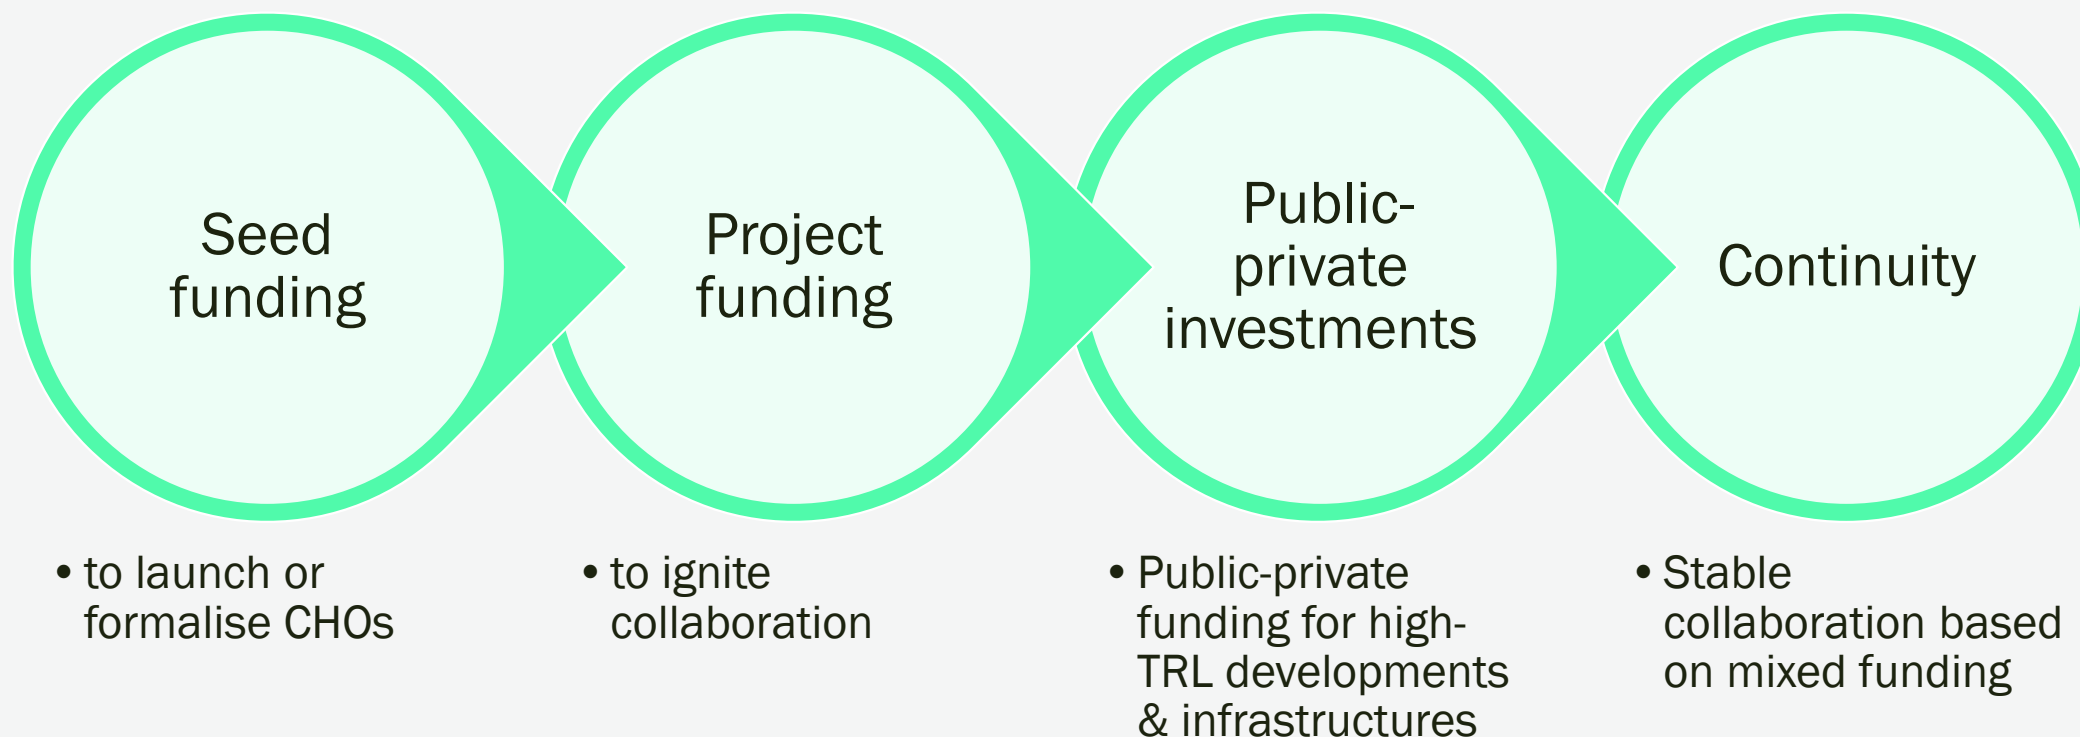 Seed
funding
• to launch or
formalise CHOs
Project
funding
• to ignite
collaboration
Public-
private
investments
• Public-private
funding for high-
TRL developments
& infrastructures
Continuity
• Stable
collaboration based
on mixed funding